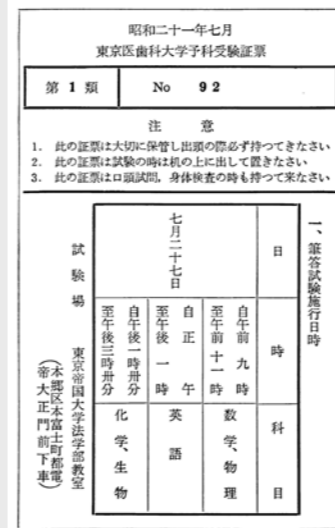 昭和二十一年七月
東京医歯科大学予科受験証票
第1類 No 92
注意
1. 此の証票は大切に保管し出頭の際必ず持つてきなさい
2. 此の証票は試験の時は机の上に出して置きなさい
3. 此の証票は口頭試問,身体検査の時も持つて来なさい
一、筆答試験施行日時
日時
科目
七月二十七日
自午前九時
至午前十一時
数学、物理
自正午
至午後一時
英語
自午後一時卅分
至午後三時卅分
化学、生物
試験場 東京帝国大学法学部教室
(本郷区本富士町都電
帝大正門前下車)